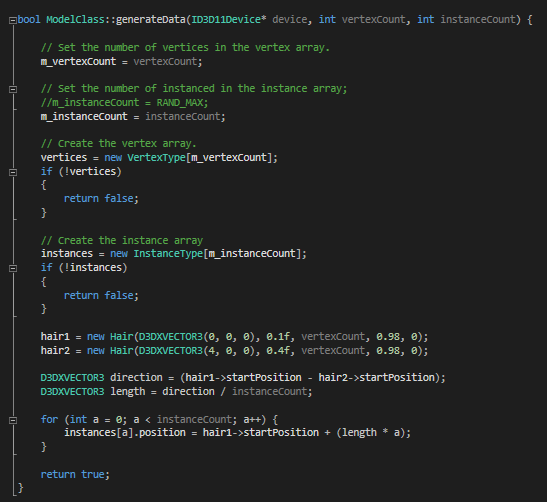 bool ModelClass::generateData(ID3D11Device* device, int vertexCount, int instanceCount) {
// Set the number of vertices in the vertex array.
m_vertexCount = vertexCount;
// Set the number of instanced in the instance array;
//m_instanceCount = RAND_MAX;
m_instanceCount = instanceCount;
// Create the vertex array.
vertices = new VertexType[m_vertexCount];
if (!vertices)
{
return false;
}
// Create the instance array
instances = new InstanceType[m_instanceCount];
if (!instances)
{
return false;
}
hair1 = new Hair(D3DXVECTOR3(0, 0, 0), 0.1f, vertexCount, 0.98, 0);
hair2 = new Hair(D3DXVECTOR3(4, 0, 0), 0.4f, vertexCount, 0.98, 0);
D3DXVECTOR3 direction = (hair1->startPosition - hair2->startPosition);
D3DXVECTOR3 length = direction / instanceCount;
for (int a = 0; a < instanceCount; a++) {
instances[a].position = hair1->startPosition + (length * a);
}
return true;
}